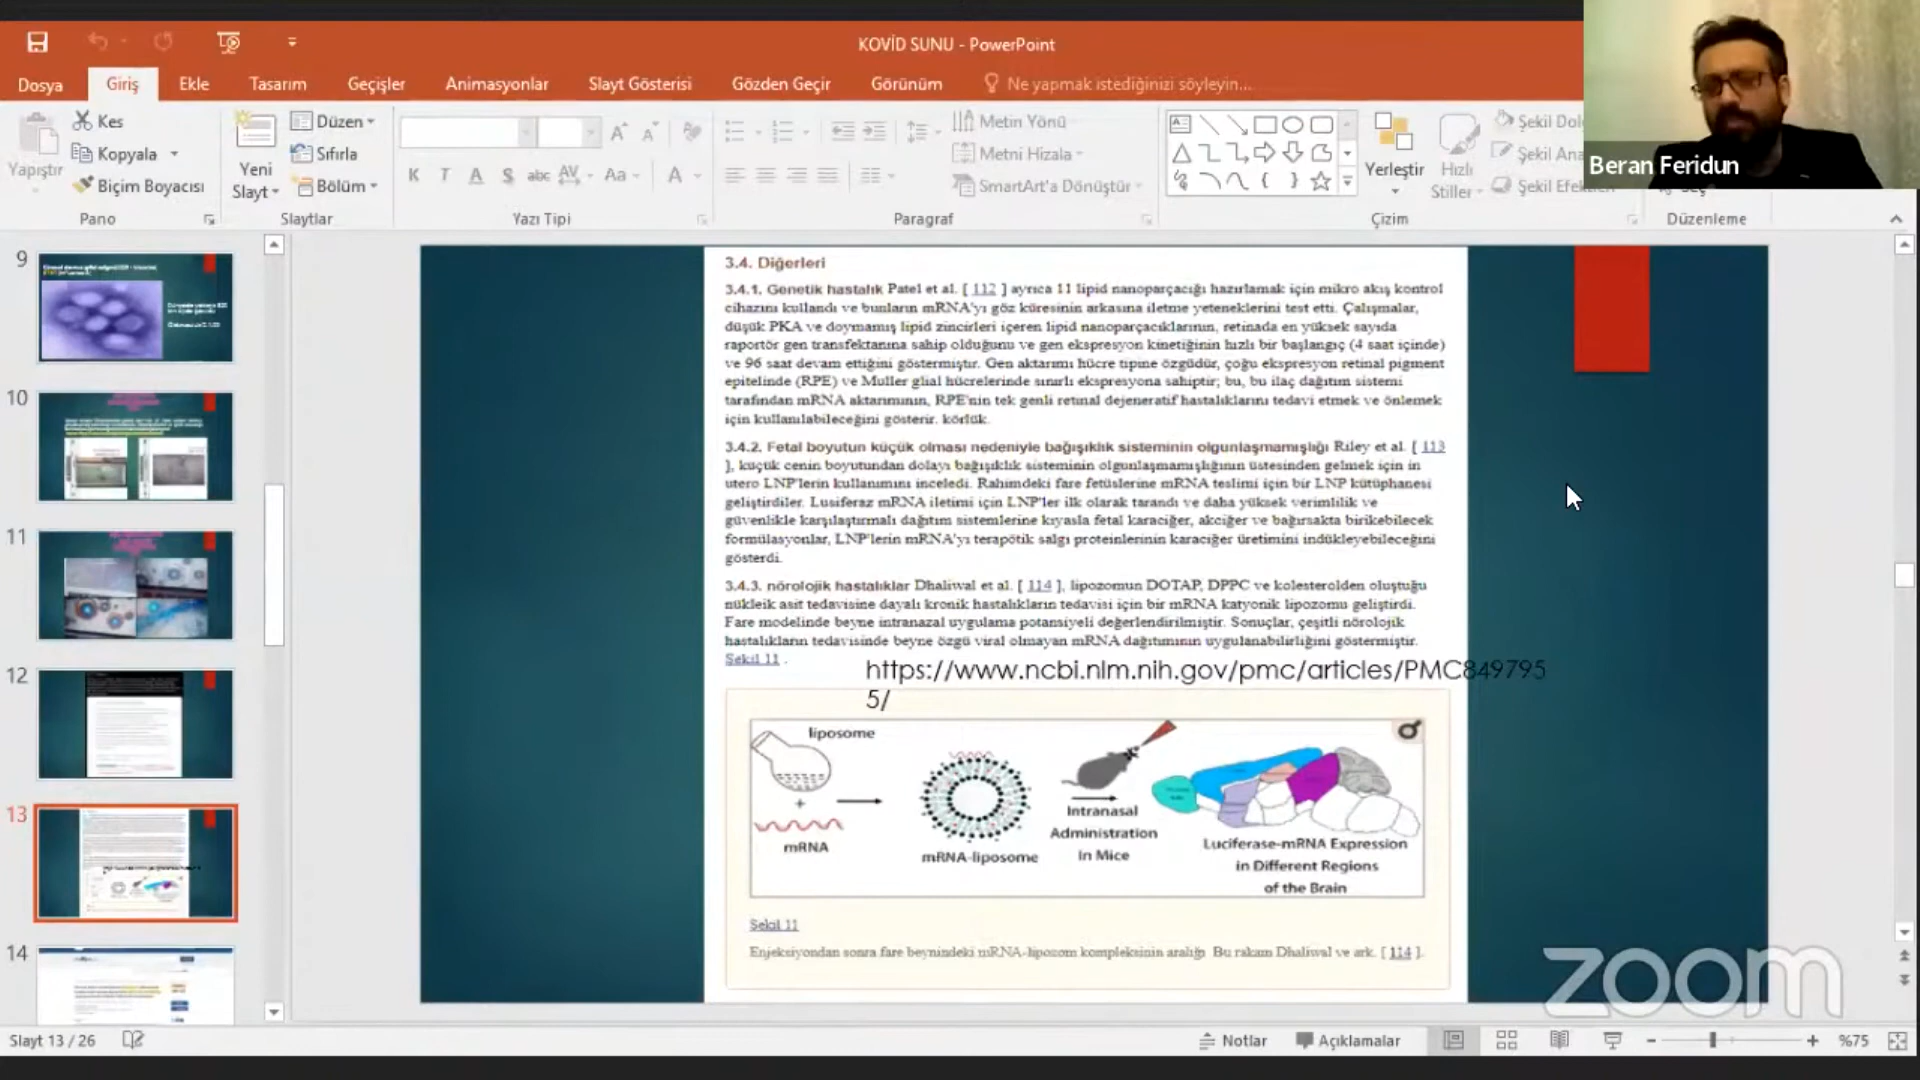 KOVİD SUNU - PowerPoint
Dosya Giriş Ekle Tasarım Geçişler Animasyonlar Slayt Gösterisi Gözden Geçir Görünüm Ne yapmak istediğinizi söyleyin...
Beran Feridun
Yapıştır
Kes
Kopyala
Biçim Boyacısı
Pano
Yeni
Slayt
Düzen
Sıfırla
Bölüm
Slaytlar
K T A S abc AV Aa A
Yazı Tipi
Metin Yönü
Metni Hizala
SmartArt'a Dönüştür
Paragraf
Yerleştir
Hızlı
Stiller
Şekil
Şekil
Şekil
Çizim
Düzenleme
9
10
11
12
13
14
3.4. Diğerleri
3.4.1. Genetik hastalık Patel et al. [ 112 ] ayrıca 11 lipid nanoparçacığı hazırlamak için mikro akış kontrol
cihazını kullandı ve bunların mRNA'yı göz küresinin arkasına iletme yeteneklerini test etti. Çalışmalar,
düşük PKA ve doymamış lipid zincirleri içeren lipid nanoparçacıklarının, retinada en yüksek sayıda
raportör gen transfektanına sahip olduğunu ve gen ekspresyon kinetiğinin hızlı bir başlangıç (4 saat içinde)
ve 96 saat devam ettiğini göstermiştir. Gen aktarımı hücre tipine özgüdür, çoğu ekspresyon retinal pigment
epitelinde (RPE) ve Muller glial hücrelerinde sınırlı ekspresyona sahiptir; bu, bu ilaç dağıtım sistemi
tarafından mRNA aktarımının, RPE'nin tek genli retinal dejeneratif hastalıklarını tedavi etmek ve önlemek
için kullanılabileceğini gösterir. körlük.
3.4.2. Fetal boyutun küçük olması nedeniyle bağışıklık sisteminin olgunlaşmamışlığı Riley et al. [ 113
], küçük cenin boyutundan dolayı bağışıklık sisteminin olgunlaşmamışlığının üstesinden gelmek için in
utero LNP'lerin kullanımını inceledi. Rahimdeki fare fetüslerine mRNA teslimi için bir LNP kütüphanesi
geliştirdiler. Lusiferaz mRNA iletimi için LNP'ler ilk olarak tarandı ve daha yüksek verimlilik ve
güvenlikle karşılaştırmalı dağıtım sistemlerine kıyasla fetal karaciğer, akciğer ve bağırsakta birikebilecek
formülasyonlar, LNP'lerin mRNA'yı terapötik salgı proteinlerinin karaciğer üretimini indükleyebileceğini
gösterdi.
3.4.3. nörolojik hastalıklar Dhaliwal et al. [ 114 ], lipozomun DOTAP, DPPC ve kolesterolden oluştuğu
nükleik asit tedavisine dayalı kronik hastalıkların tedavisi için bir mRNA katyonik lipozomu geliştirdi.
Fare modelinde beyne intranazal uygulama potansiyeli değerlendirilmiştir. Sonuçlar, çeşitli nörolojik
hastalıkların tedavisinde beyne özgü viral olmayan mRNA dağıtımının uygulanabilirliğini göstermiştir.
Şekil 11 .
https://www.ncbi.nlm.nih.gov/pmc/articles/PMC849795
5/
liposome
+
mRNA
mRNA-liposome
Intranasal
Administration
In Mice
Luciferase-mRNA Expression
in Different Regions
of the Brain
Şekil 11
Enjeksiyondan sonra fare beynindeki mRNA-lipozom kompleksinin aralığı Bu rakam Dhaliwal ve ark. [ 114 ].
zoom
Slayt 13 / 26
Notlar
Açıklamalar
%75